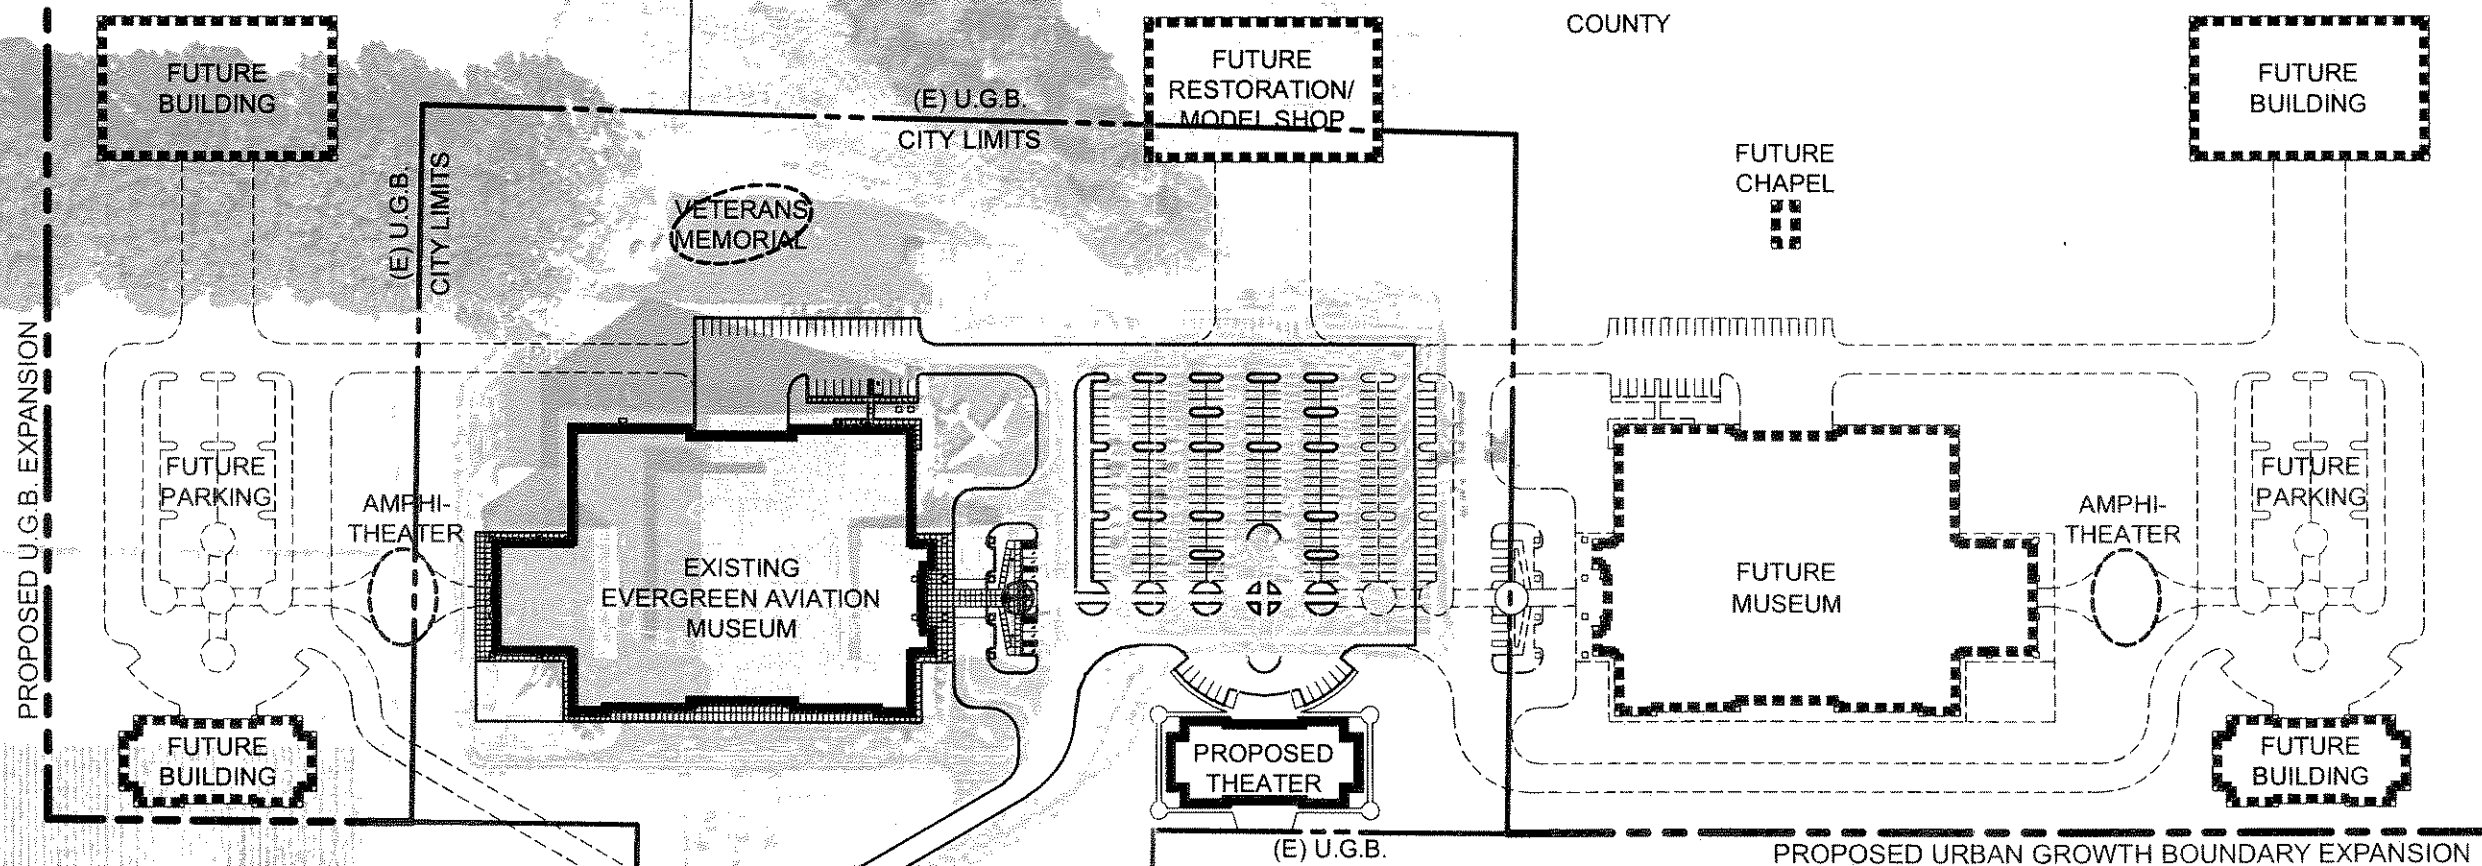 COUNTY
FUTURE
BUILDING
FUTURE
RESTORATION/
MODEL SHOP
FUTURE
BUILDING
(E) U.G.B.
CITY LIMITS
(E) U.G.B.
CITY LIMITS
VETERANS
MEMORIAL
FUTURE
CHAPEL
PROPOSED U.G.B. EXPANSION
FUTURE
PARKING
AMPHI-
THEATER
EXISTING
EVERGREEN AVIATION
MUSEUM
FUTURE
MUSEUM
AMPHI-
THEATER
FUTURE
PARKING
FUTURE
BUILDING
PROPOSED
THEATER
FUTURE
BUILDING
(E) U.G.B.
PROPOSED URBAN GROWTH BOUNDARY EXPANSION